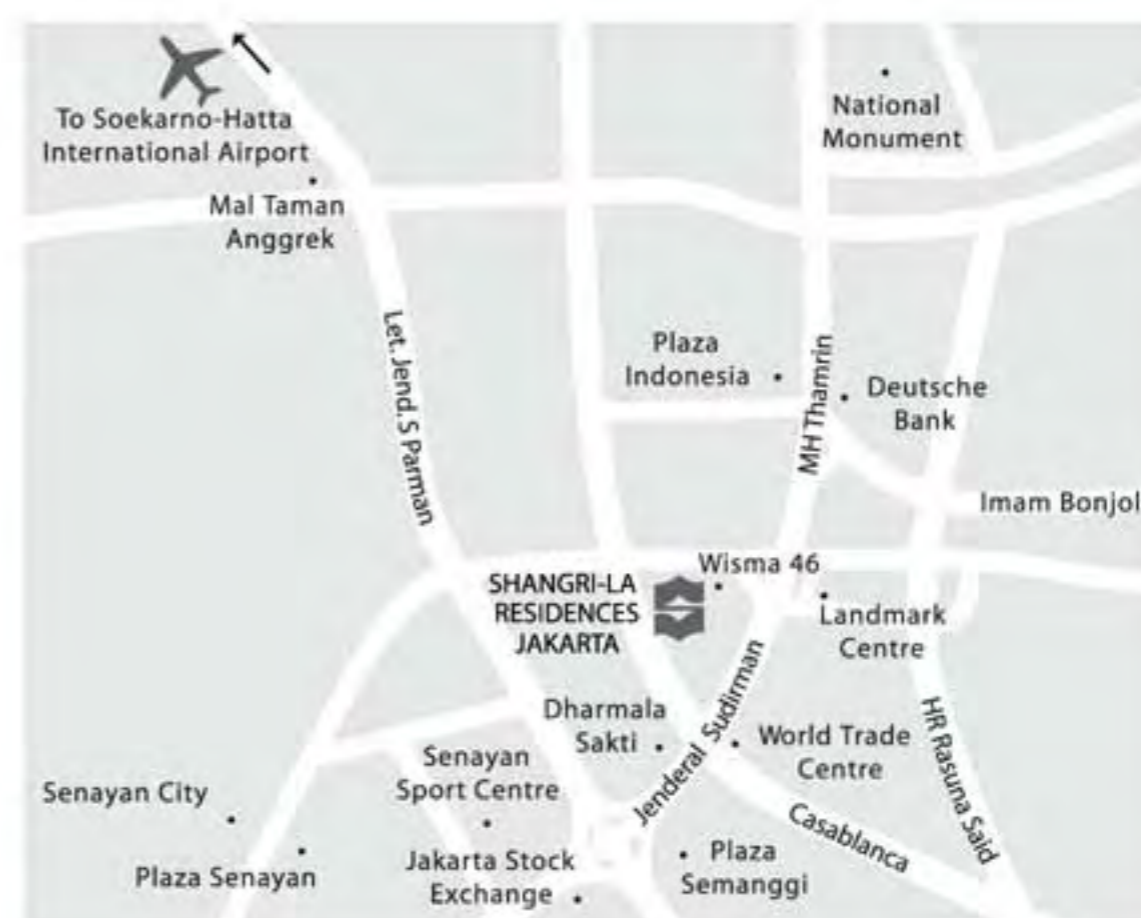 To Soekarno-Hatta
International Airport
National
Monument
Mal Taman
Anggrek
Let. Jend. S Parman
Plaza
Indonesia
MH Thamrin
Deutsche
Bank
Imam Bonjol
Wisma 46
SHANGRI-LA
RESIDENCES
JAKARTA
Landmark
Centre
Jenderal Sudirman
HR Rasuna Said
Dharmala
Sakti
World Trade
Centre
Senayan
Sport Centre
Senayan City
Casablanca
Plaza Senayan
Jakarta Stock
Exchange
Plaza
Semanggi